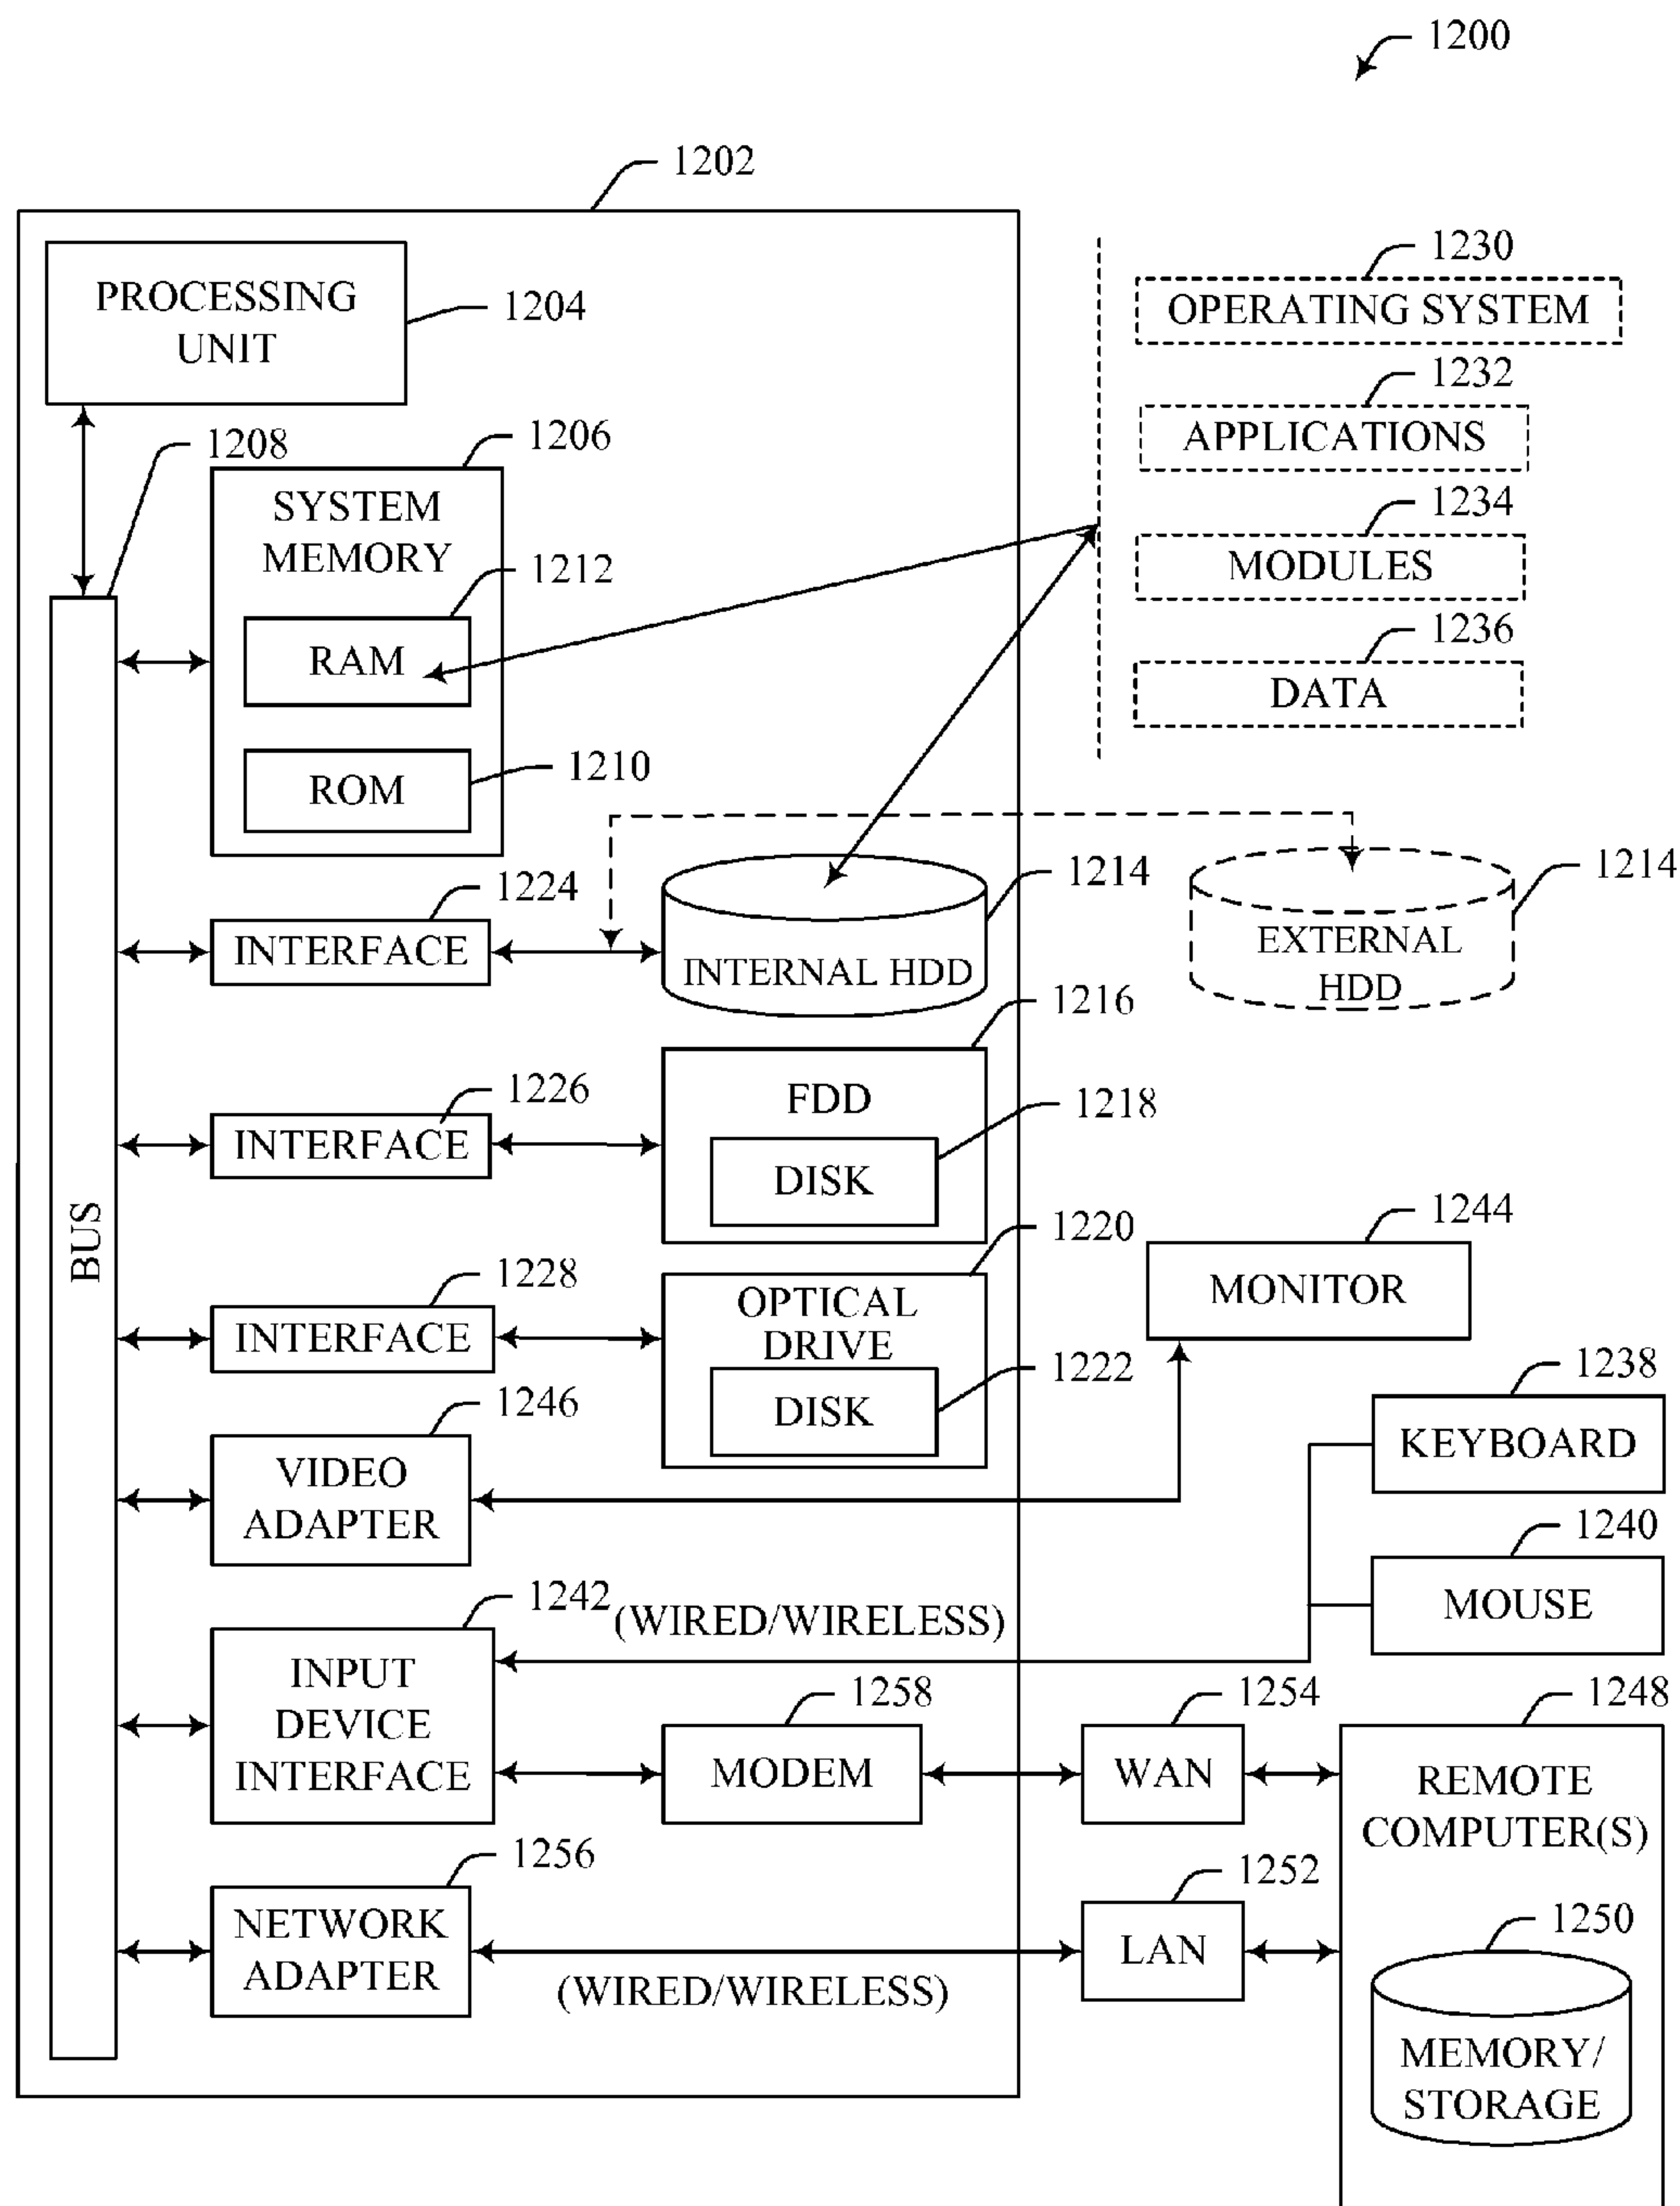 1200
1202
PROCESSING
UNIT
1204
1230
OPERATING SYSTEM
1232
APPLICATIONS
1234
MODULES
1236
DATA
1208
1206
SYSTEM
MEMORY
1212
RAM
1210
ROM
BUS
1224
INTERFACE
1214
INTERNAL HDD
1214
EXTERNAL
HDD
1226
INTERFACE
1216
FDD
1218
DISK
1228
INTERFACE
1220
OPTICAL
DRIVE
1222
DISK
1244
MONITOR
1246
VIDEO
ADAPTER
1238
KEYBOARD
1240
MOUSE
1242
(WIRED/WIRELESS)
INPUT
DEVICE
INTERFACE
1258
MODEM
1254
WAN
1248
REMOTE
COMPUTER(S)
1256
NETWORK
ADAPTER
(WIRED/WIRELESS)
1252
LAN
1250
MEMORY/
STORAGE